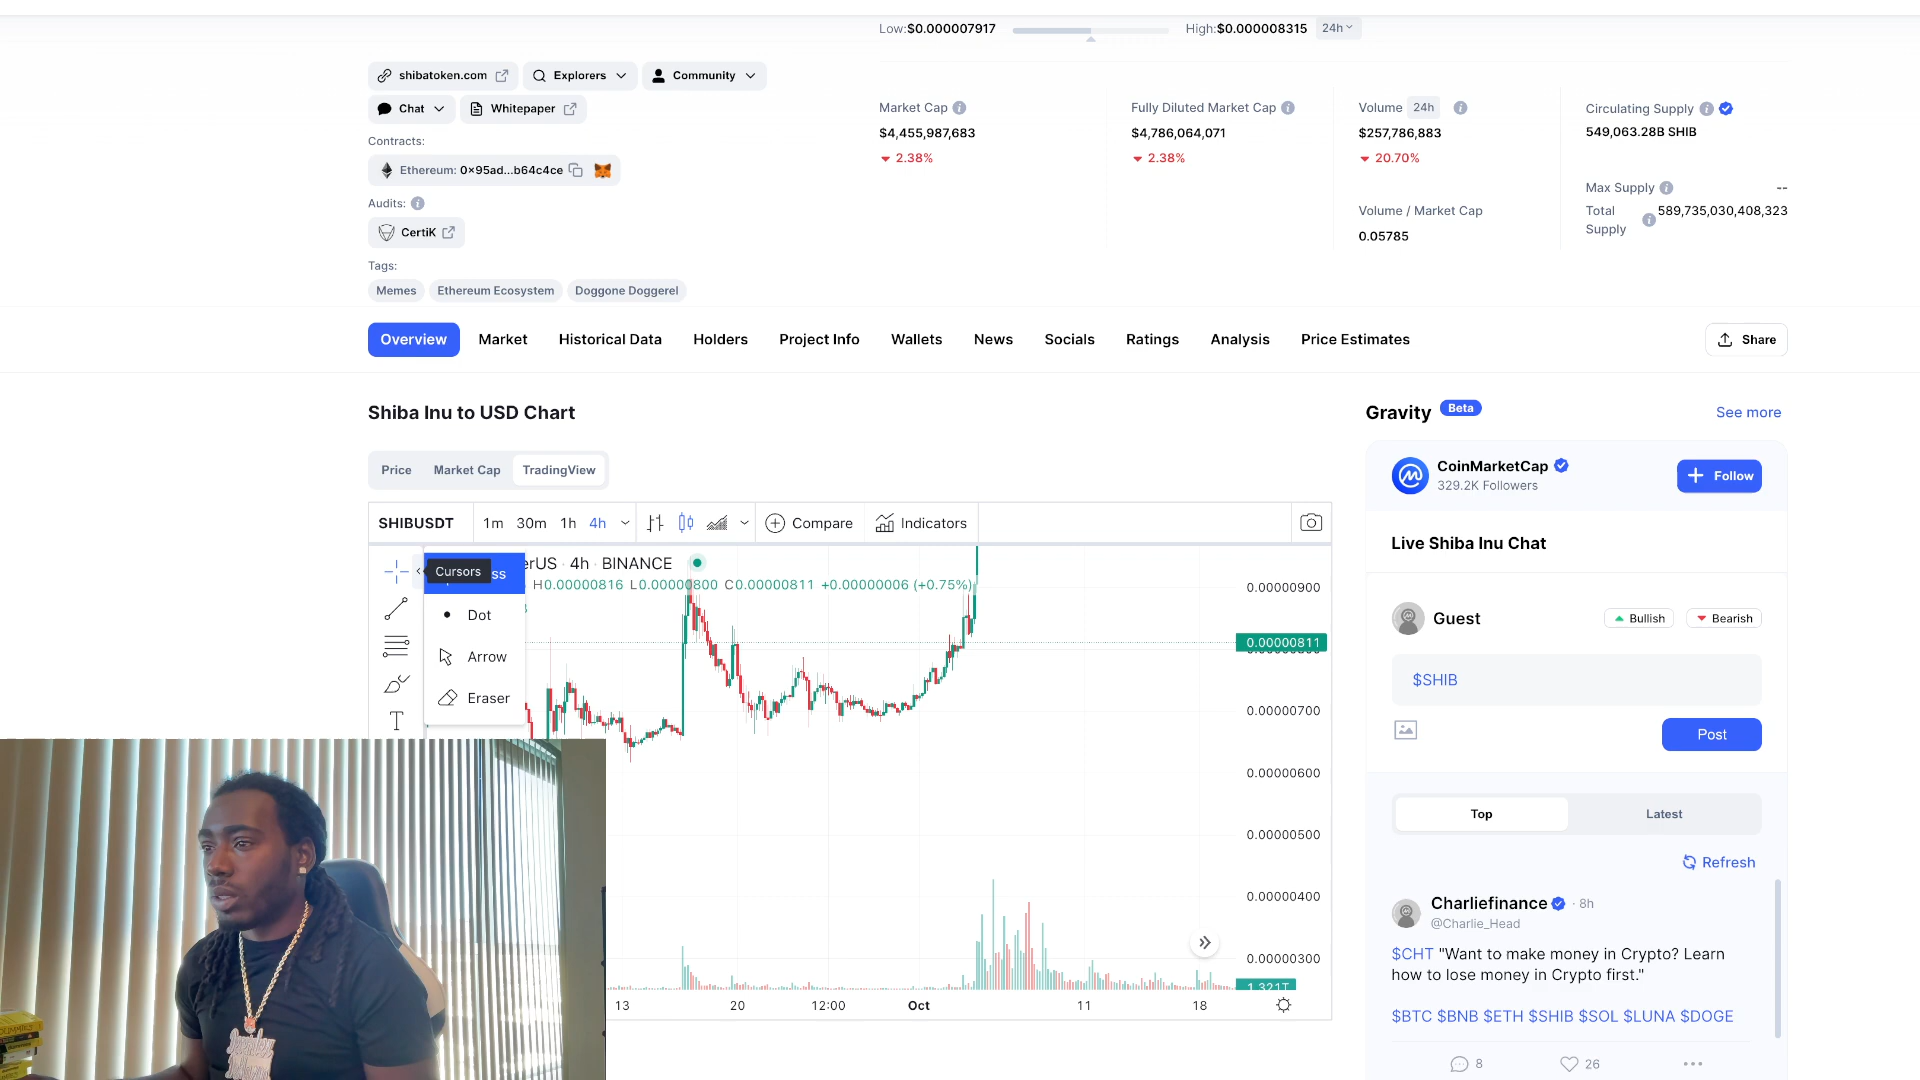 Low:$0.000007917 High:$0.000008315 24h
shibatoken.com Explorers Community
Chat Whitepaper
Contracts:
Ethereum: 0x95ad...b64c4ce
Audits:
CertiK
Tags:
Memes Ethereum Ecosystem Doggone Doggerel
Market Cap
$4,455,987,683
2.38%
Fully Diluted Market Cap
$4,786,064,071
2.38%
Volume 24h
$257,786,883
20.70%
Volume / Market Cap
0.05785
Circulating Supply
549,063.28B SHIB
Max Supply --
Total Supply 589,735,030,408,323
Overview Market Historical Data Holders Project Info Wallets News Socials Ratings Analysis Price Estimates Share
Shiba Inu to USD Chart
Price Market Cap TradingView
SHIBUSDT 1m 30m 1h 4h Compare Indicators
erUS · 4h · BINANCE
H0.00000816 L0.00000800 C0.00000811 +0.00000006 (+0.75%)
Cursors ss
Dot
Arrow
Eraser
0.00000900
0.00000811
0.00000700
0.00000600
0.00000500
0.00000400
0.00000300
1.321T
13 20 12:00 Oct 11 18
Gravity Beta See more
CoinMarketCap
329.2K Followers
Follow
Live Shiba Inu Chat
Guest Bullish Bearish
$SHIB
Post
Top Latest
Refresh
Charliefinance · 8h
@Charlie_Head
$CHT "Want to make money in Crypto? Learn
how to lose money in Crypto first."
$BTC $BNB $ETH $SHIB $SOL $LUNA $DOGE
8 26